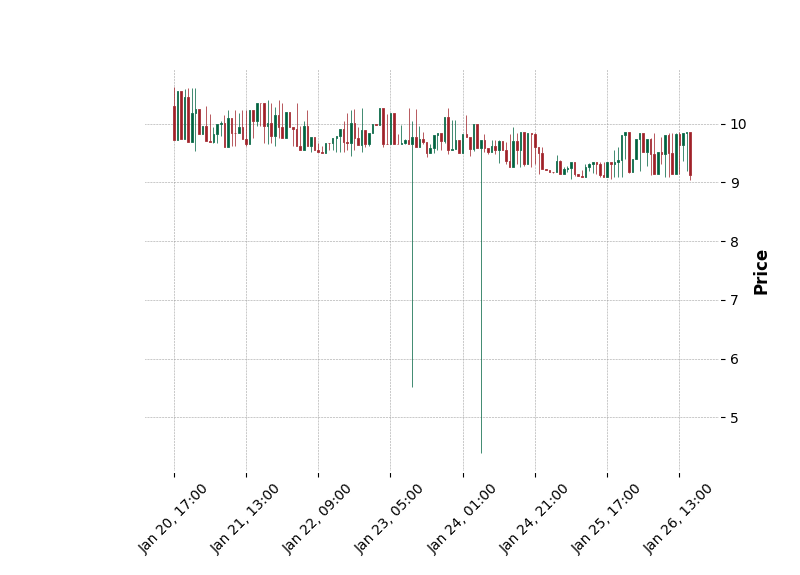 10
9
8
7
6
5
Price
Jan 20, 17:00
Jan 21, 13:00
Jan 22, 09:00
Jan 23, 05:00
Jan 24, 01:00
Jan 24, 21:00
Jan 25, 17:00
Jan 26, 13:00